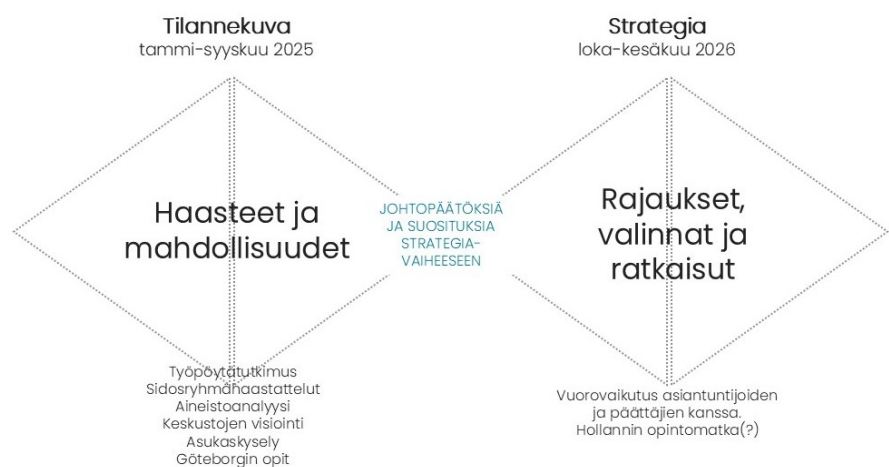 Tilannekuva
tammi-syyskuu 2025
Haasteet ja
mahdollisuudet
Työpöytätutkimus
Sidosryhmähaastattelut
Aineistoanalyysi
Keskustojen visiointi
Asukaskysely
Göteborgin opit
JOHTOPÄÄTÖKSIÄ
JA SUOSITUKSIA
STRATEGIA-
VAIHEESEEN
Strategia
loka-kesäkuu 2026
Rajaukset,
valinnat ja
ratkaisut
Vuorovaikutus asiantuntijoiden
ja päättäjien kanssa.
Hollannin opintomatka(?)